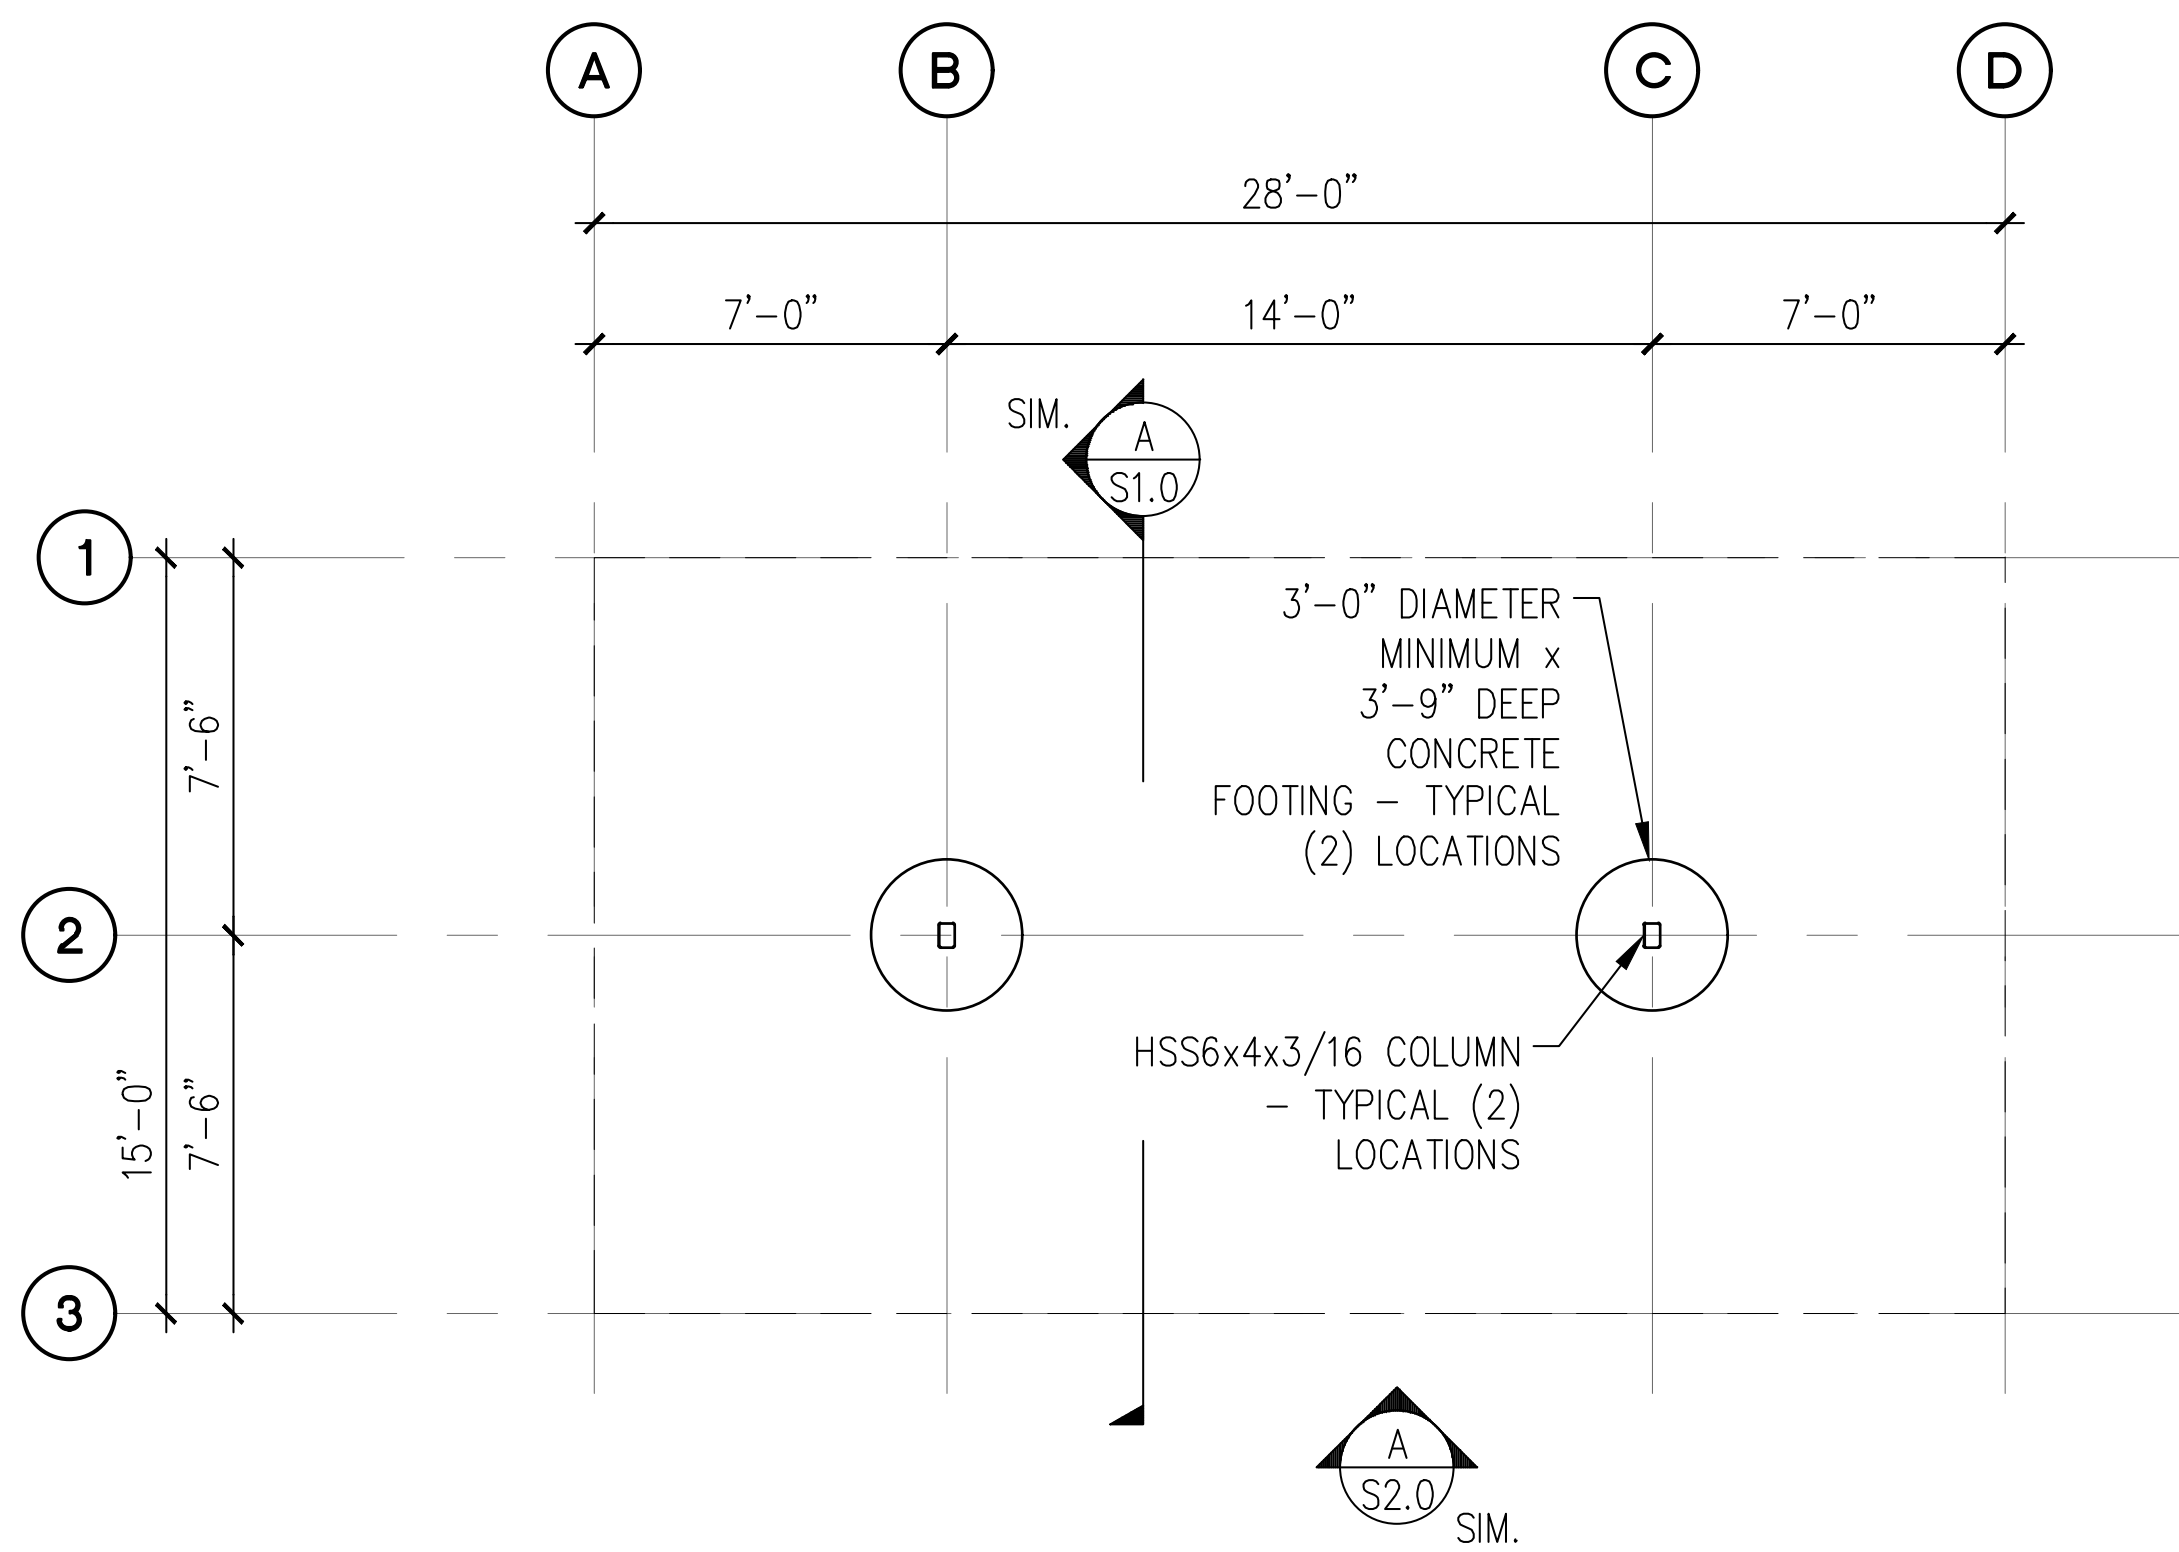 A
B
C
D
28'-0"
7'-0"
14'-0"
7'-0"
SIM.
A
S1.0
1
3'-0" DIAMETER
MINIMUM x
3'-9" DEEP
CONCRETE
FOOTING - TYPICAL
(2) LOCATIONS
7'-6"
2
HSS6x4x3/16 COLUMN
- TYPICAL (2)
LOCATIONS
15'-0"
7'-6"
3
A
S2.0
SIM.